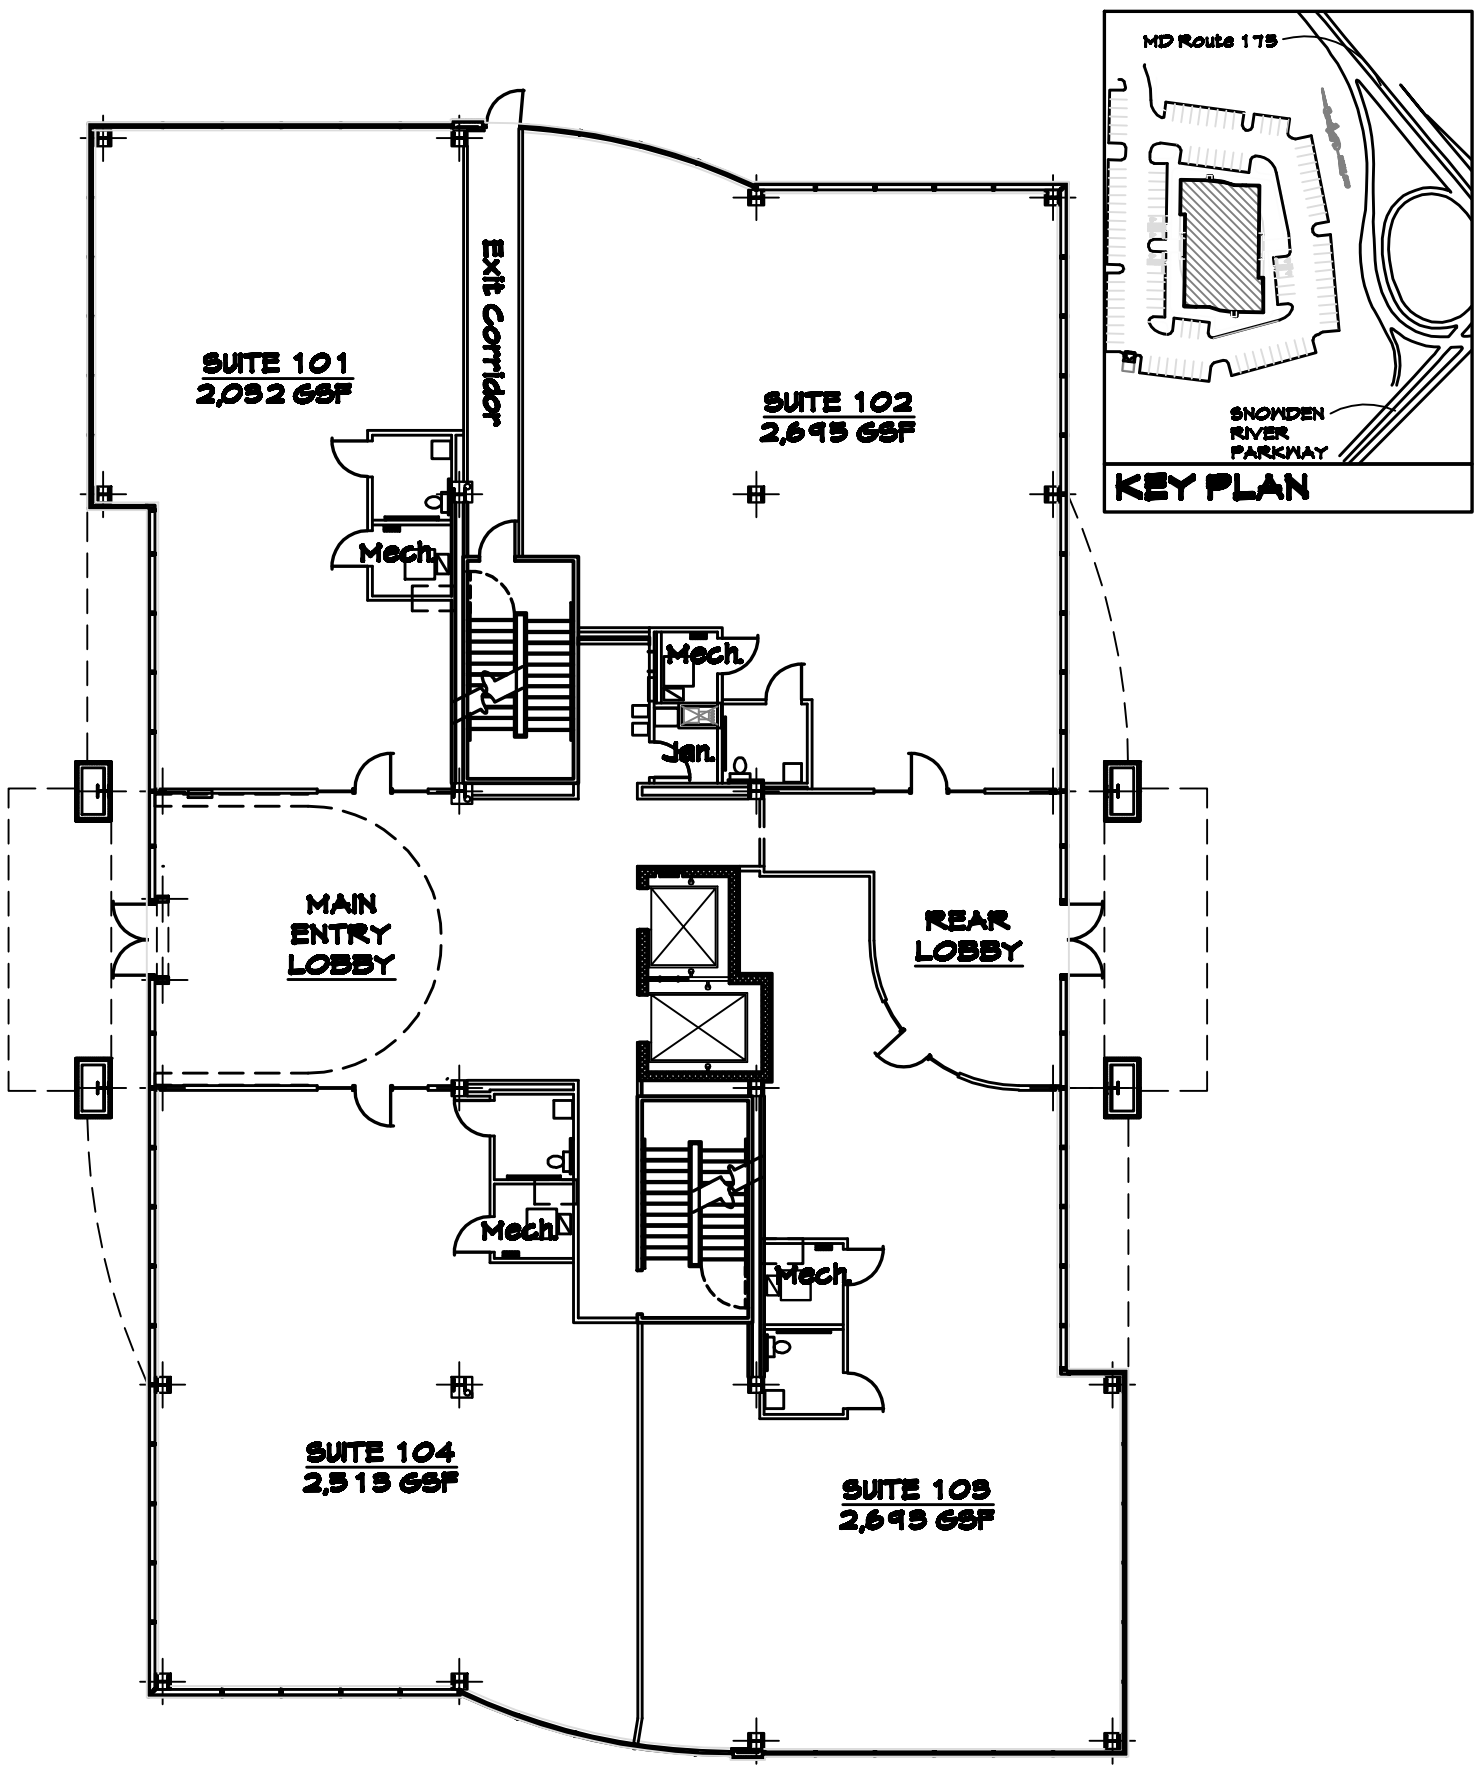 MD Route 175
SNOWDEN
RIVER
PARKWAY
KEY PLAN
Exit Corridor
SUITE 101
2,032 GSF
SUITE 102
2,693 GSF
Mech.
Mech.
Jan.
MAIN
ENTRY
LOBBY
REAR
LOBBY
Mech.
Mech.
SUITE 104
2,513 GSF
SUITE 103
2,693 GSF